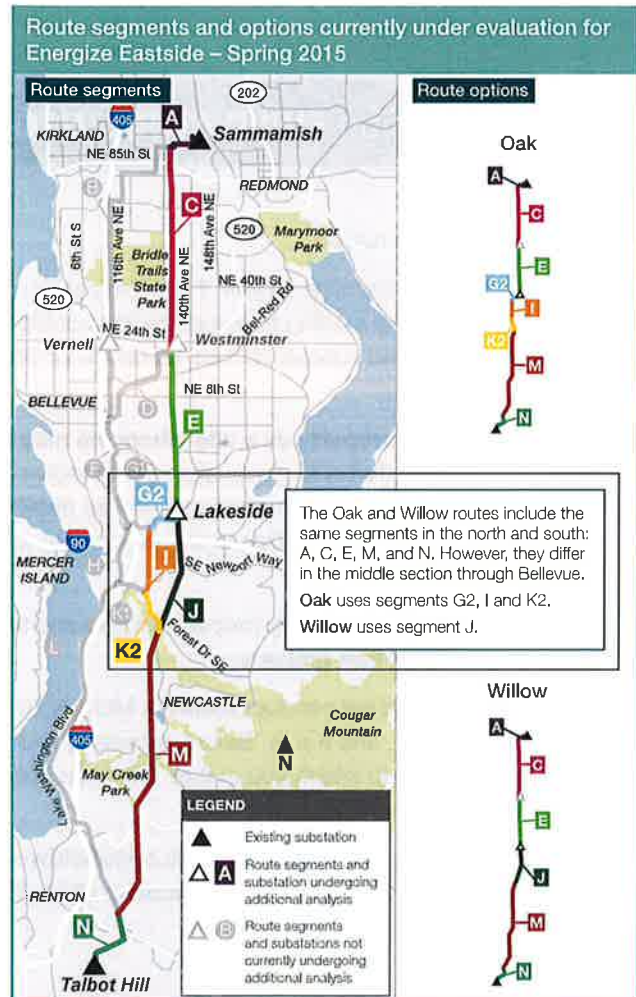 Route segments and options currently under evaluation for
Energize Eastside – Spring 2015
Route segments
Route options
202
405
A
Sammamish
KIRKLAND
NE 85th St
REDMOND
B
C
6th St S
116th Ave NE
140th Ave NE
148th Ave NE
520
Marymoor
Park
Bridle
Trails
State
Park
NE 40th St
Bel-Red Rd
520
NE 24th St
Vernell
Westminster
NE 8th St
BELLEVUE
D
E
G2
Lakeside
90
MERCER
ISLAND
H
I
SE Newport Way
J
K2
Forest Dr SE
L
NEWCASTLE
Cougar
Mountain
N
405
Lake Washington Blvd
M
May Creek
Park
RENTON
N
Talbot Hill
LEGEND
Existing substation
A
Route segments and
substation undergoing
additional analysis
B
Route segments
and substations not
currently undergoing
additional analysis
The Oak and Willow routes include the
same segments in the north and south:
A, C, E, M, and N. However, they differ
in the middle section through Bellevue.
Oak uses segments G2, I and K2.
Willow uses segment J.
Oak
A
C
E
G2
I
K2
M
N
Willow
A
C
E
J
M
N